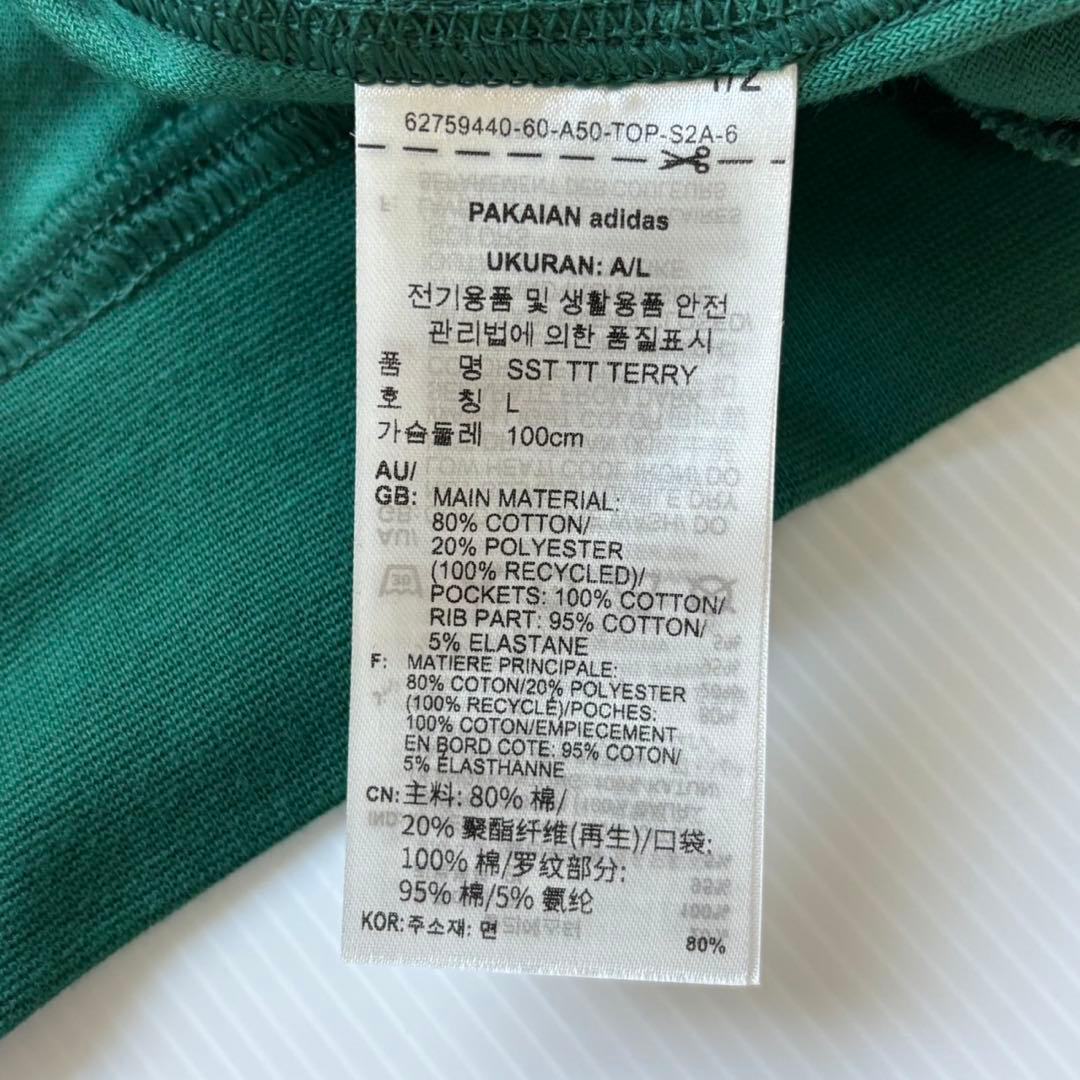 62759440-60-A50-TOP-S2A-6
PAKAIAN adidas
UKURAN: A/L
전기용품 및 생활용품 안전
관리법에 의한 품질표시
품 명 SST TT TERRY
호 칭 L
가슴둘레 100cm
AU/
GB: MAIN MATERIAL:
80% COTTON/
20% POLYESTER
(100% RECYCLED)/
POCKETS: 100% COTTON/
RIB PART: 95% COTTON/
5% ELASTANE
F: MATIERE PRINCIPALE:
80% COTON/20% POLYESTER
(100% RECYCLÉ)/POCHES:
100% COTON/EMPIECEMENT
EN BORD COTE: 95% COTON/
5% ÉLASTHANNE
CN: 主料: 80% 棉/
20% 聚酯纤维(再生)/口袋:
100% 棉/罗纹部分:
95% 棉/5% 氨纶
KOR: 주소재: 면 80%